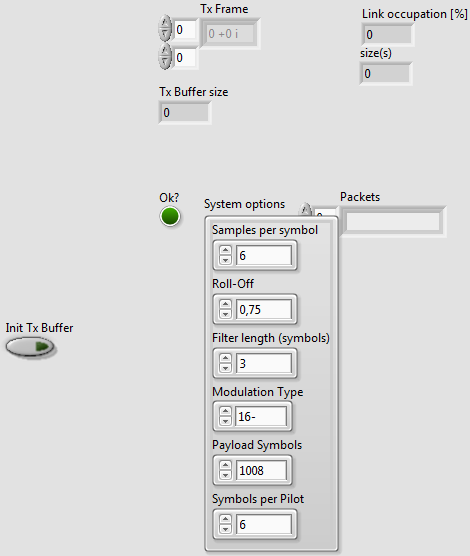 Tx Frame
0
0 +0 i
0
Link occupation [%]
0
size(s)
0
Tx Buffer size
0
Ok?
System options
Packets
Samples per symbol
6
Roll-Off
0,75
Filter length (symbols)
3
Init Tx Buffer
Modulation Type
16-
Payload Symbols
1008
Symbols per Pilot
6